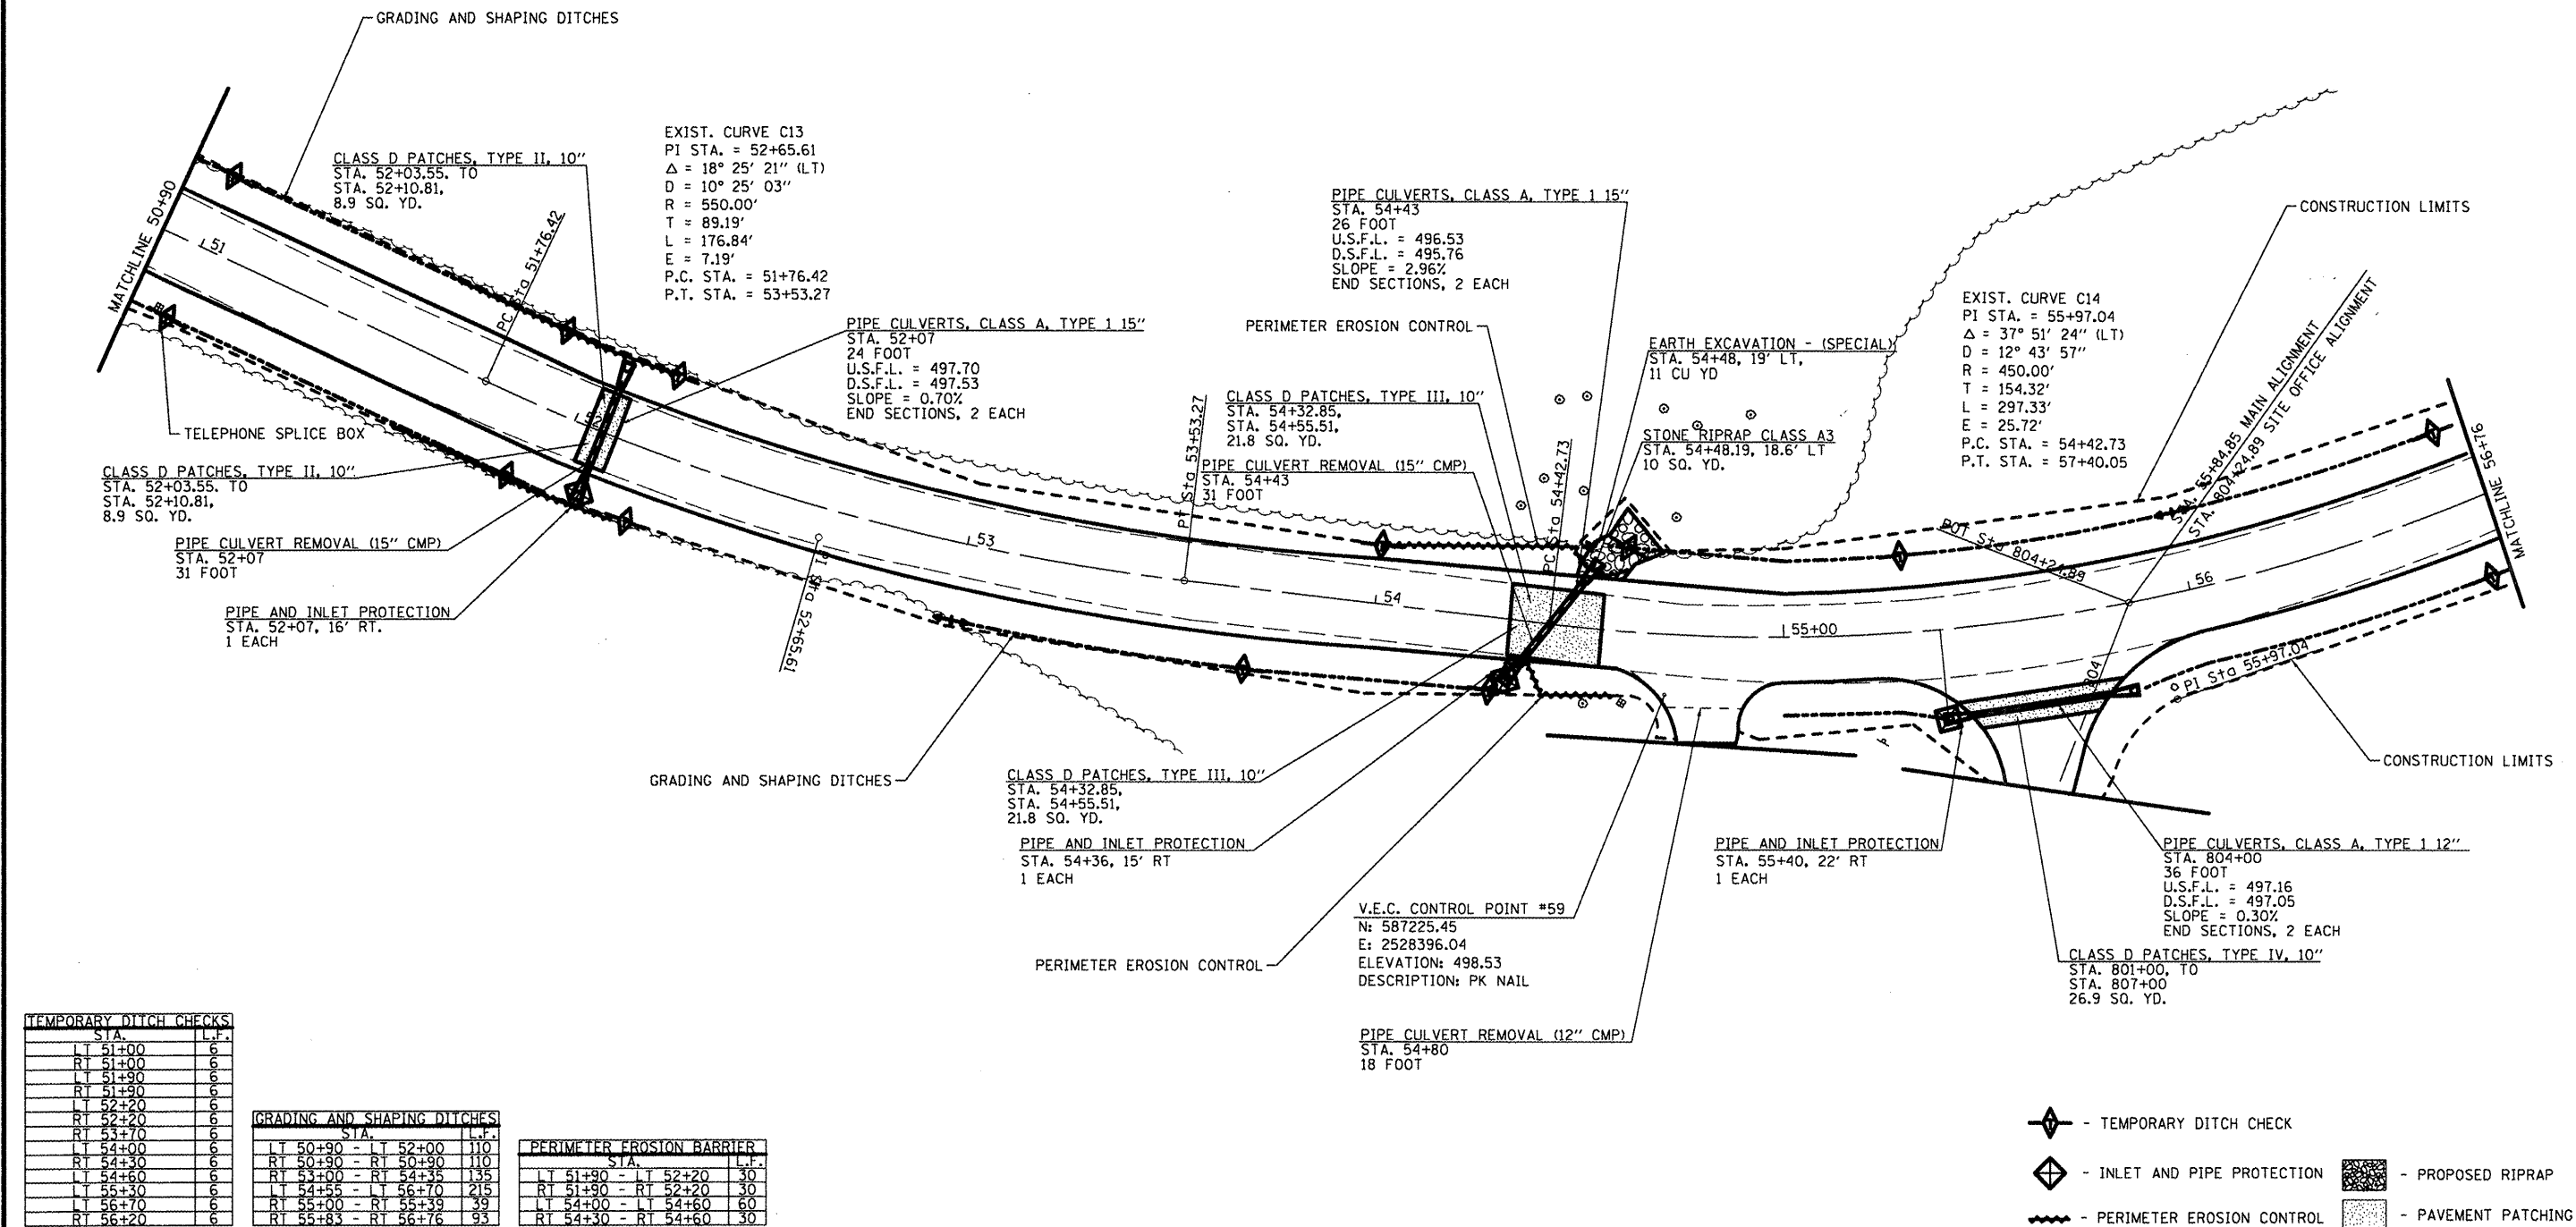 GRADING AND SHAPING DITCHES
MATCHLINE 50+90
CLASS D PATCHES, TYPE II, 10"
STA. 52+03.55. TO
STA. 52+10.81,
8.9 SQ. YD.
EXIST. CURVE C13
PI STA. = 52+65.61
Δ = 18° 25' 21" (LT)
D = 10° 25' 03"
R = 550.00'
T = 89.19'
L = 176.84'
E = 7.19'
P.C. STA. = 51+76.42
P.T. STA. = 53+53.27
PC Sta 51+76.42
51
PIPE CULVERTS, CLASS A, TYPE 1 15"
STA. 52+07
24 FOOT
U.S.F.L. = 497.70
D.S.F.L. = 497.53
SLOPE = 0.70%
END SECTIONS, 2 EACH
PIPE CULVERTS, CLASS A, TYPE 1 15"
STA. 54+43
26 FOOT
U.S.F.L. = 496.53
D.S.F.L. = 495.76
SLOPE = 2.96%
END SECTIONS, 2 EACH
CONSTRUCTION LIMITS
PERIMETER EROSION CONTROL
EARTH EXCAVATION - (SPECIAL)
STA. 54+48, 19' LT,
11 CU YD
EXIST. CURVE C14
PI STA. = 55+97.04
Δ = 37° 51' 24" (LT)
D = 12° 43' 57"
R = 450.00'
T = 154.32'
L = 297.33'
E = 25.72'
P.C. STA. = 54+42.73
P.T. STA. = 57+40.05
STA. 55+84.85 MAIN ALIGNMENT
STA. 804+24.89 SITE OFFICE ALIGNMENT
CLASS D PATCHES, TYPE III, 10"
STA. 54+32.85,
STA. 54+55.51,
21.8 SQ. YD.
STONE RIPRAP CLASS A3
STA. 54+48.19, 18.6' LT
10 SQ. YD.
PIPE CULVERT REMOVAL (15" CMP)
STA. 54+43
31 FOOT
PT Sta 53+53.27
PC Sta 54+42.73
TELEPHONE SPLICE BOX
CLASS D PATCHES, TYPE II, 10"
STA. 52+03.55. TO
STA. 52+10.81,
8.9 SQ. YD.
PIPE CULVERT REMOVAL (15" CMP)
STA. 52+07
31 FOOT
PIPE AND INLET PROTECTION
STA. 52+07, 16' RT.
1 EACH
53
54
55+00
56
PI Sta 52+65.61
POT Sta 804+24.89
MATCHLINE 56+76
804
PI Sta 55+97.04
GRADING AND SHAPING DITCHES
CONSTRUCTION LIMITS
CLASS D PATCHES, TYPE III, 10"
STA. 54+32.85,
STA. 54+55.51,
21.8 SQ. YD.
PIPE AND INLET PROTECTION
STA. 54+36, 15' RT
1 EACH
PIPE AND INLET PROTECTION
STA. 55+40, 22' RT
1 EACH
PIPE CULVERTS, CLASS A, TYPE 1 12"
STA. 804+00
36 FOOT
U.S.F.L. = 497.16
D.S.F.L. = 497.05
SLOPE = 0.30%
END SECTIONS, 2 EACH
V.E.C. CONTROL POINT #59
N: 587225.45
E: 2528396.04
ELEVATION: 498.53
DESCRIPTION: PK NAIL
PERIMETER EROSION CONTROL
CLASS D PATCHES, TYPE IV, 10"
STA. 801+00, TO
STA. 807+00
26.9 SQ. YD.
PIPE CULVERT REMOVAL (12" CMP)
STA. 54+80
18 FOOT
TEMPORARY DITCH CHECKS
STA. L.F.
LT 51+00 6
RT 51+00 6
LT 51+90 6
RT 51+90 6
LT 52+20 6
RT 52+20 6
RT 53+70 6
LT 54+00 6
RT 54+30 6
LT 54+60 6
LT 55+30 6
LT 56+70 6
RT 56+20 6
GRADING AND SHAPING DITCHES
STA. L.F.
LT 50+90 - LT 52+00 110
RT 50+90 - RT 50+90 110
RT 53+00 - RT 54+35 135
LT 54+55 - LT 56+70 215
RT 55+00 - RT 55+39 39
RT 55+83 - RT 56+76 93
PERIMETER EROSION BARRIER
STA. L.F.
LT 51+90 - LT 52+20 30
RT 51+90 - RT 52+20 30
LT 54+00 - LT 54+60 60
RT 54+30 - RT 54+60 30
- TEMPORARY DITCH CHECK
- INLET AND PIPE PROTECTION
- PROPOSED RIPRAP
- PERIMETER EROSION CONTROL
- PAVEMENT PATCHING